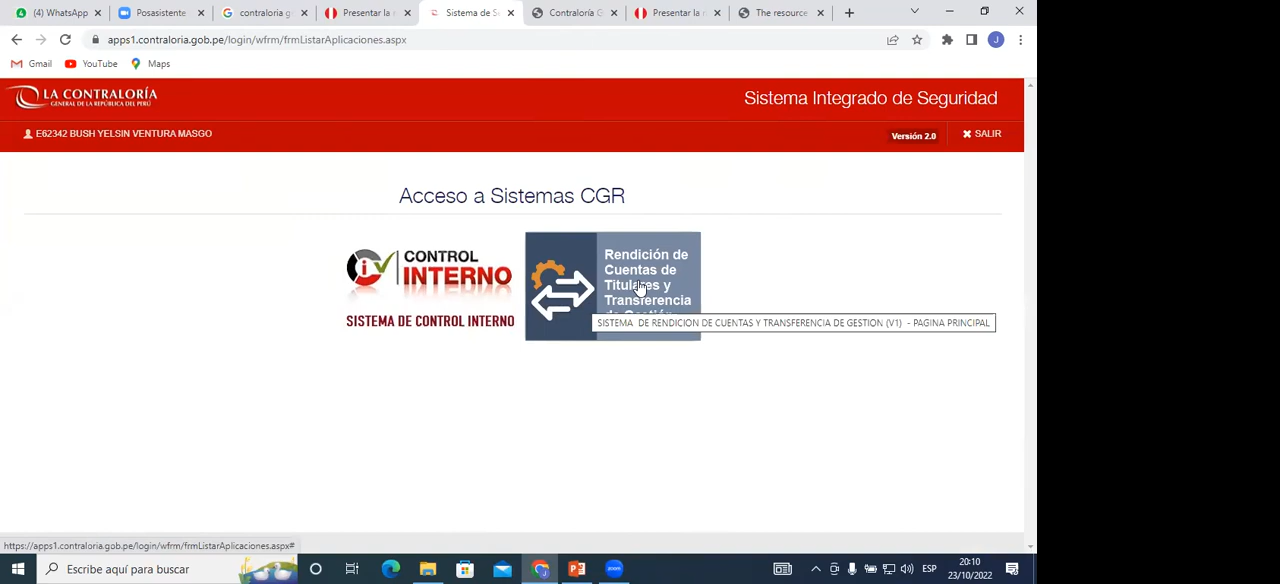 (4) WhatsApp
Posasistente
contraloria g
Presentar la r
Sistema de S
Contraloría G
Presentar la r
The resource
apps1.contraloria.gob.pe/login/wfrm/frmListarAplicaciones.aspx
J
Gmail
YouTube
Maps
LA CONTRALORÍA
GENERAL DE LA REPÚBLICA DEL PERÚ
Sistema Integrado de Seguridad
E62342 BUSH YELSIN VENTURA MASGO
Versión 2.0
SALIR
Acceso a Sistemas CGR
CONTROL
INTERNO
SISTEMA DE CONTROL INTERNO
Rendición de
Cuentas de
Titulares y
Transferencia
de Gestión
SISTEMA DE RENDICION DE CUENTAS Y TRANSFERENCIA DE GESTION (V1) - PAGINA PRINCIPAL
https://apps1.contraloria.gob.pe/login/wfrm/frmListarAplicaciones.aspx#
Escribe aquí para buscar
zoom
ESP
20:10
23/10/2022